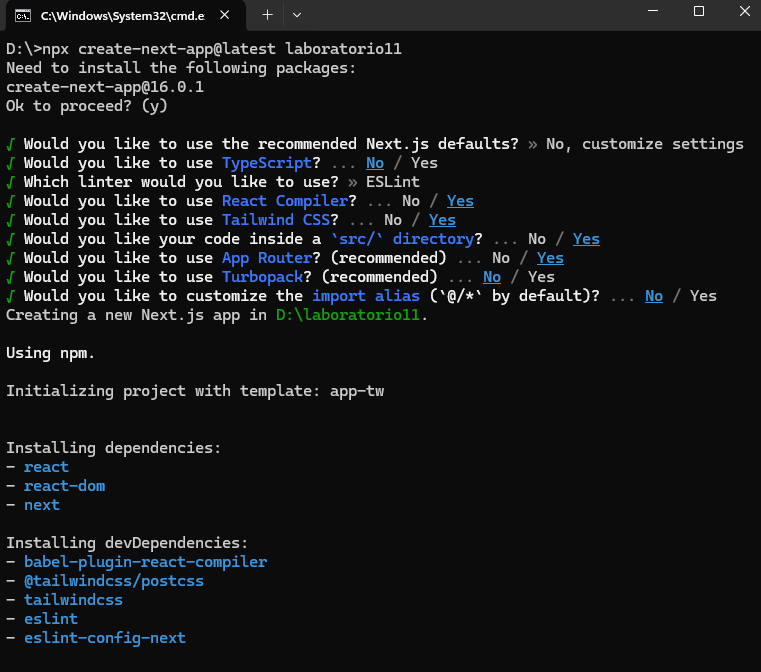 C:\Windows\System32\cmd.e
D:\>npx create-next-app@latest laboratorio11
Need to install the following packages:
create-next-app@16.0.1
Ok to proceed? (y)
√ Would you like to use the recommended Next.js defaults? » No, customize settings
√ Would you like to use TypeScript? ... No / Yes
√ Which linter would you like to use? » ESLint
√ Would you like to use React Compiler? ... No / Yes
√ Would you like to use Tailwind CSS? ... No / Yes
√ Would you like your code inside a `src/` directory? ... No / Yes
√ Would you like to use App Router? (recommended) ... No / Yes
√ Would you like to use Turbopack? (recommended) ... No / Yes
√ Would you like to customize the import alias (`@/*` by default)? ... No / Yes
Creating a new Next.js app in D:\laboratorio11.
Using npm.
Initializing project with template: app-tw
Installing dependencies:
- react
- react-dom
- next
Installing devDependencies:
- babel-plugin-react-compiler
- @tailwindcss/postcss
- tailwindcss
- eslint
- eslint-config-next